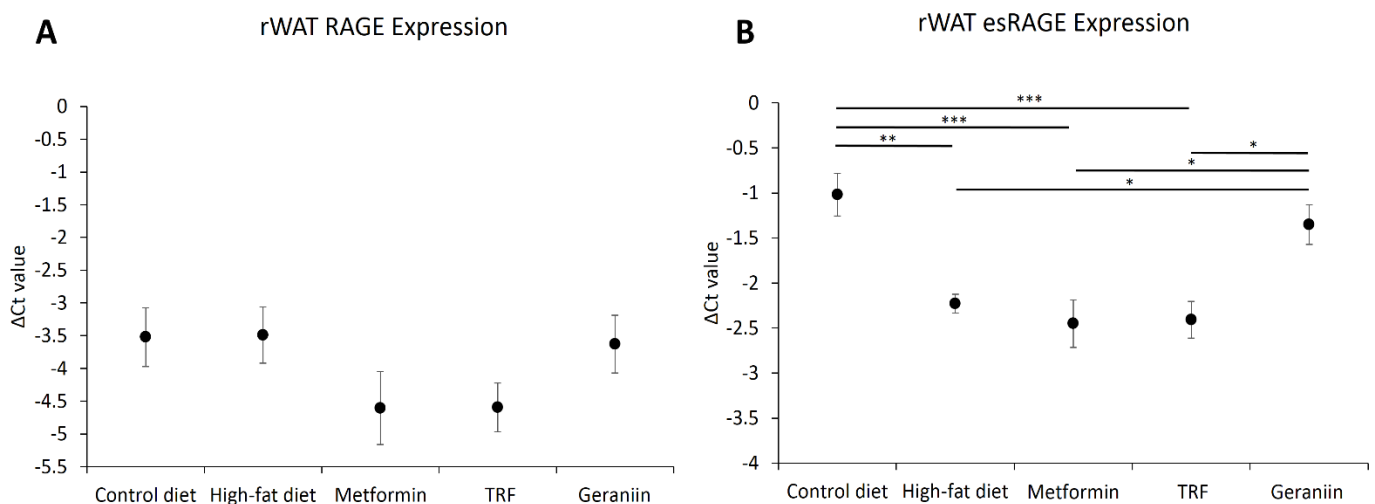 A
rWAT RAGE Expression
ΔCt value
0
-0.5
-1
-1.5
-2
-2.5
-3
-3.5
-4
-4.5
-5
-5.5
Control diet
High-fat diet
Metformin
TRF
Geraniin
B
rWAT esRAGE Expression
ΔCt value
0
-0.5
-1
-1.5
-2
-2.5
-3
-3.5
-4
***
***
**
*
*
*
Control diet
High-fat diet
Metformin
TRF
Geraniin